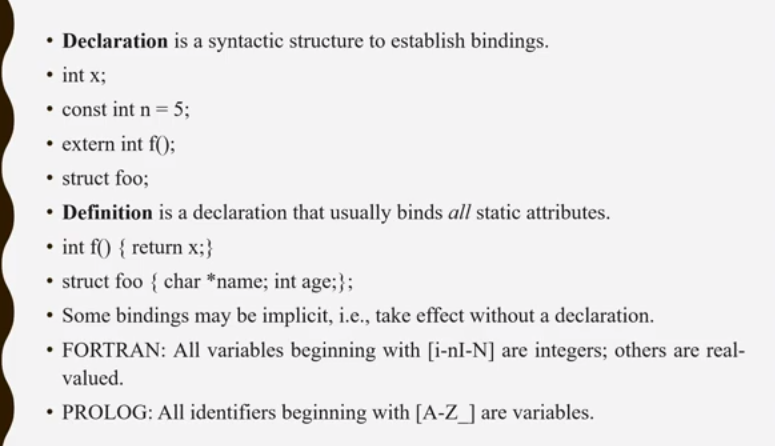 • Declaration is a syntactic structure to establish bindings.
• int x;
• const int n = 5;
• extern int f();
• struct foo;
• Definition is a declaration that usually binds all static attributes.
• int f() { return x;}
• struct foo { char *name; int age;};
• Some bindings may be implicit, i.e., take effect without a declaration.
• FORTRAN: All variables beginning with [i-nI-N] are integers; others are real-
valued.
• PROLOG: All identifiers beginning with [A-Z_] are variables.